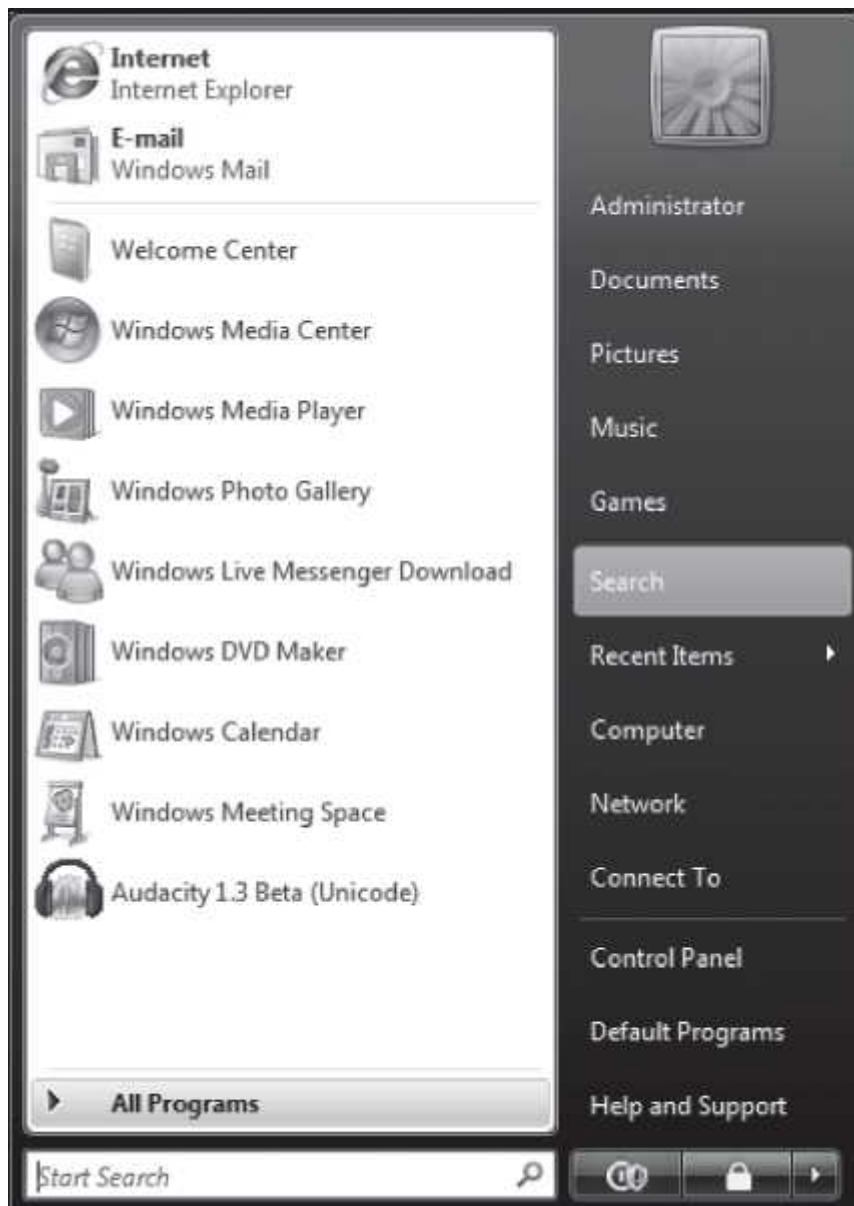 Internet
Internet Explorer
E-mail
Windows Mail
Welcome Center
Windows Media Center
Windows Media Player
Windows Photo Gallery
Windows Live Messenger Download
Windows DVD Maker
Windows Calendar
Windows Meeting Space
Audacity 1.3 Beta (Unicode)
All Programs
Start Search
Administrator
Documents
Pictures
Music
Games
Search
Recent Items
Computer
Network
Connect To
Control Panel
Default Programs
Help and Support